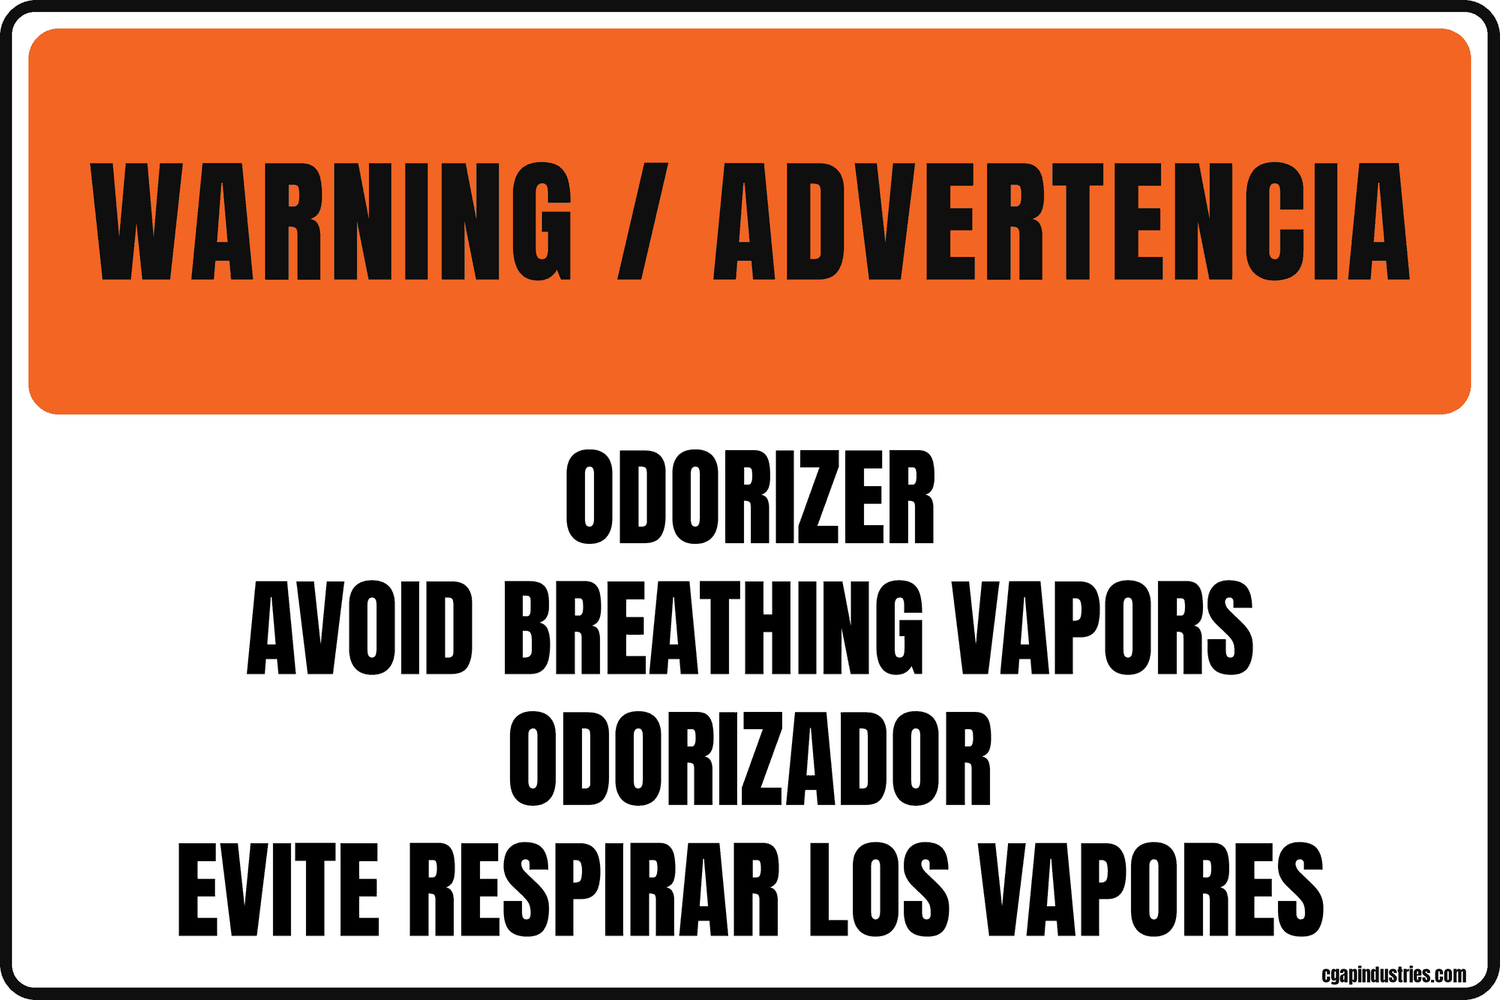 WARNING / ADVERTENCIA
ODORIZER
AVOID BREATHING VAPORS
ODORIZADOR
EVITE RESPIRAR LOS VAPORES
cgapindustries.com